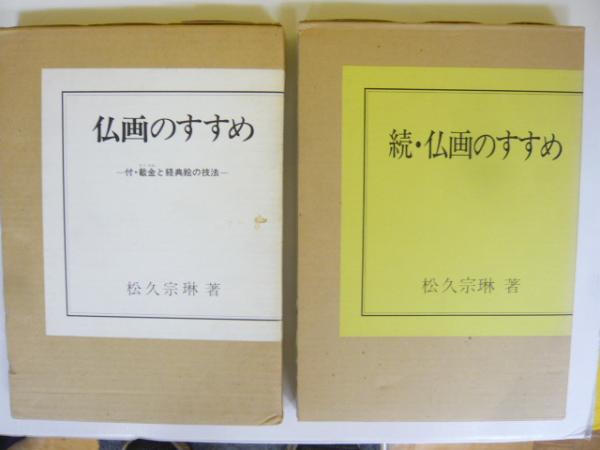 仏画のすすめ
—付・截金と経典絵の技法—
松久宗琳 著
続・仏画のすすめ
松久宗琳 著